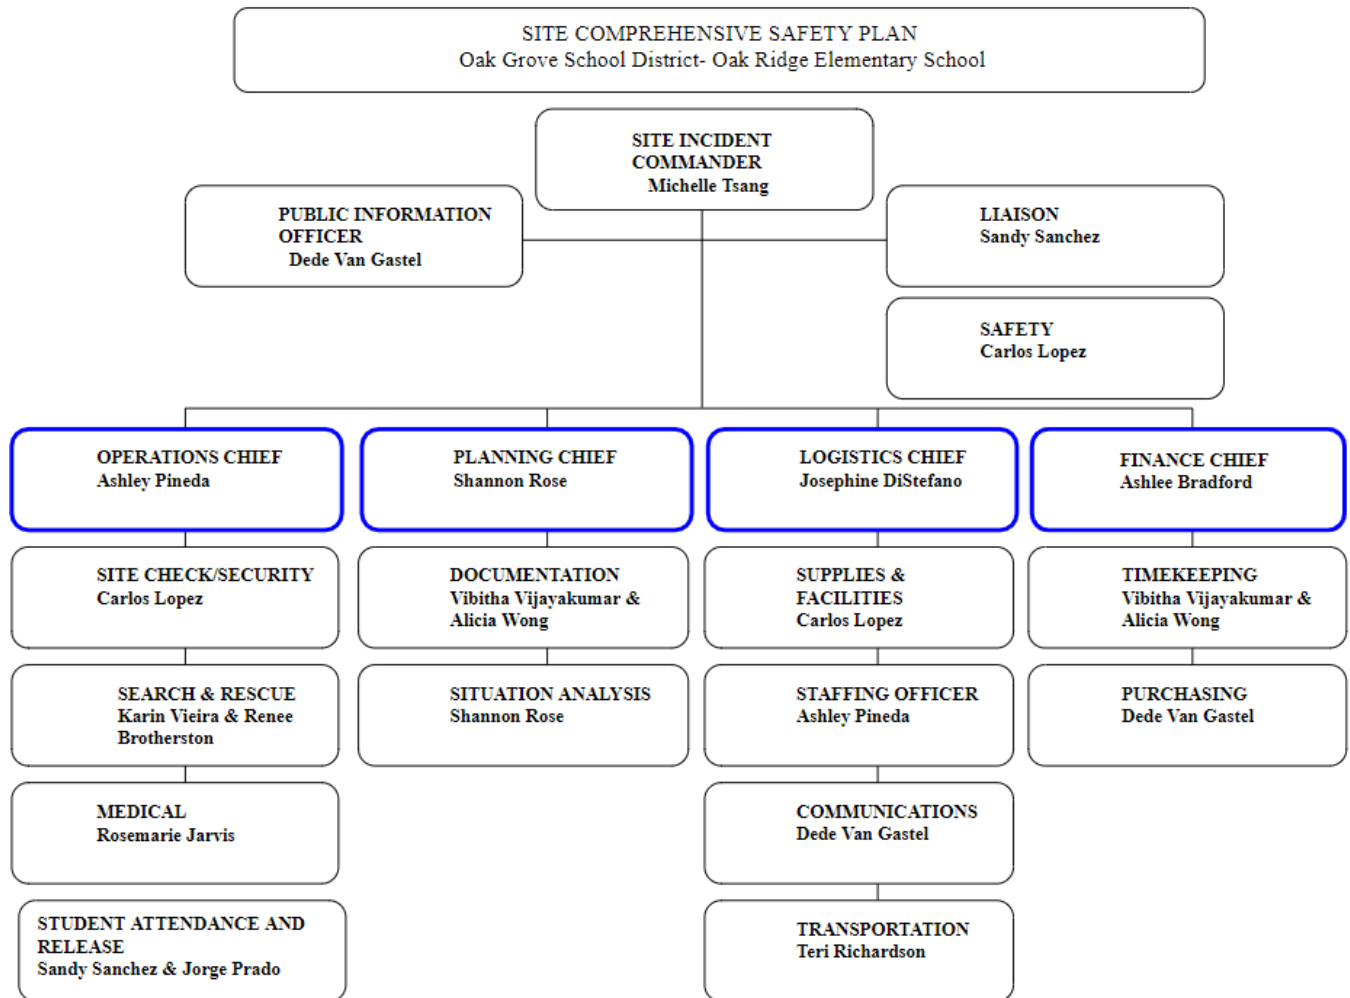 SITE COMPREHENSIVE SAFETY PLAN
Oak Grove School District- Oak Ridge Elementary School
SITE INCIDENT
COMMANDER
Michelle Tsang
PUBLIC INFORMATION
OFFICER
Dede Van Gastel
LIAISON
Sandy Sanchez
SAFETY
Carlos Lopez
OPERATIONS CHIEF
Ashley Pineda
PLANNING CHIEF
Shannon Rose
LOGISTICS CHIEF
Josephine DiStefano
FINANCE CHIEF
Ashlee Bradford
SITE CHECK/SECURITY
Carlos Lopez
DOCUMENTATION
Vibitha Vijayakumar &
Alicia Wong
SUPPLIES &
FACILITIES
Carlos Lopez
TIMEKEEPING
Vibitha Vijayakumar &
Alicia Wong
SEARCH & RESCUE
Karin Vieira & Renee
Brotherston
SITUATION ANALYSIS
Shannon Rose
STAFFING OFFICER
Ashley Pineda
PURCHASING
Dede Van Gastel
MEDICAL
Rosemarie Jarvis
COMMUNICATIONS
Dede Van Gastel
STUDENT ATTENDANCE AND
RELEASE
Sandy Sanchez & Jorge Prado
TRANSPORTATION
Teri Richardson